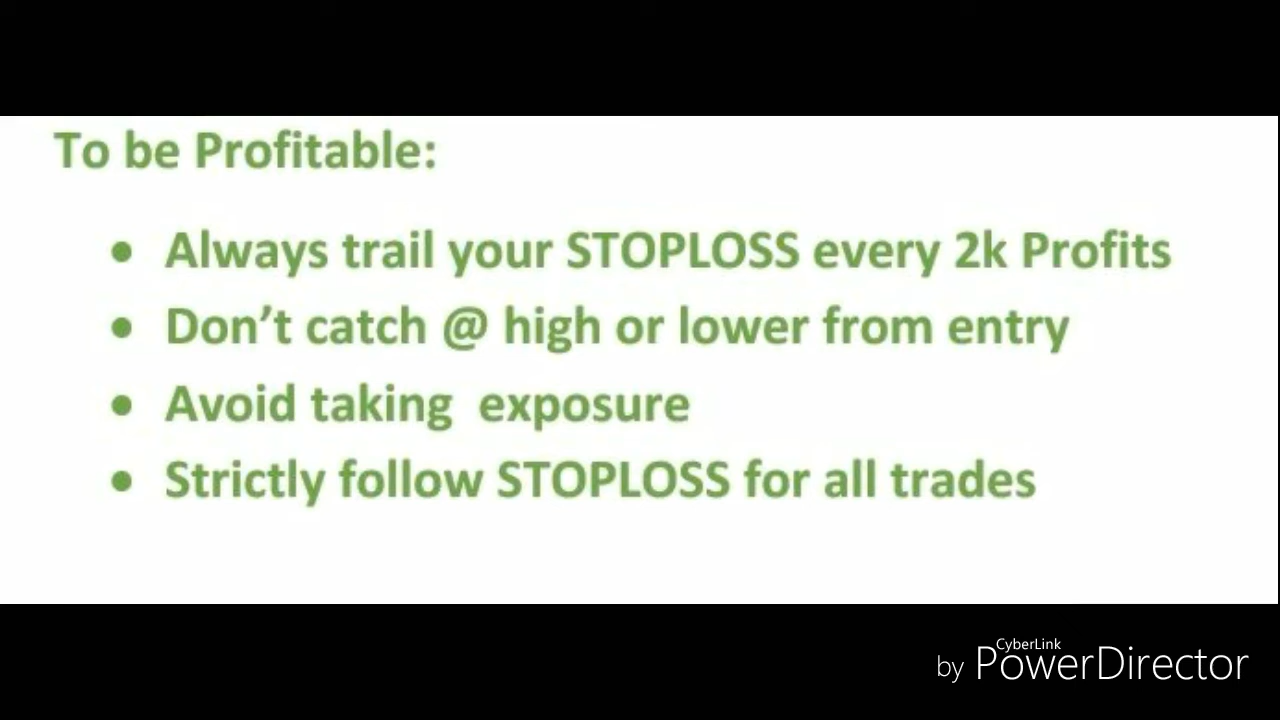 To be Profitable:
• Always trail your STOPLOSS every 2k Profits
• Don’t catch @ high or lower from entry
• Avoid taking  exposure
• Strictly follow STOPLOSS for all trades
CyberLink
by PowerDirector